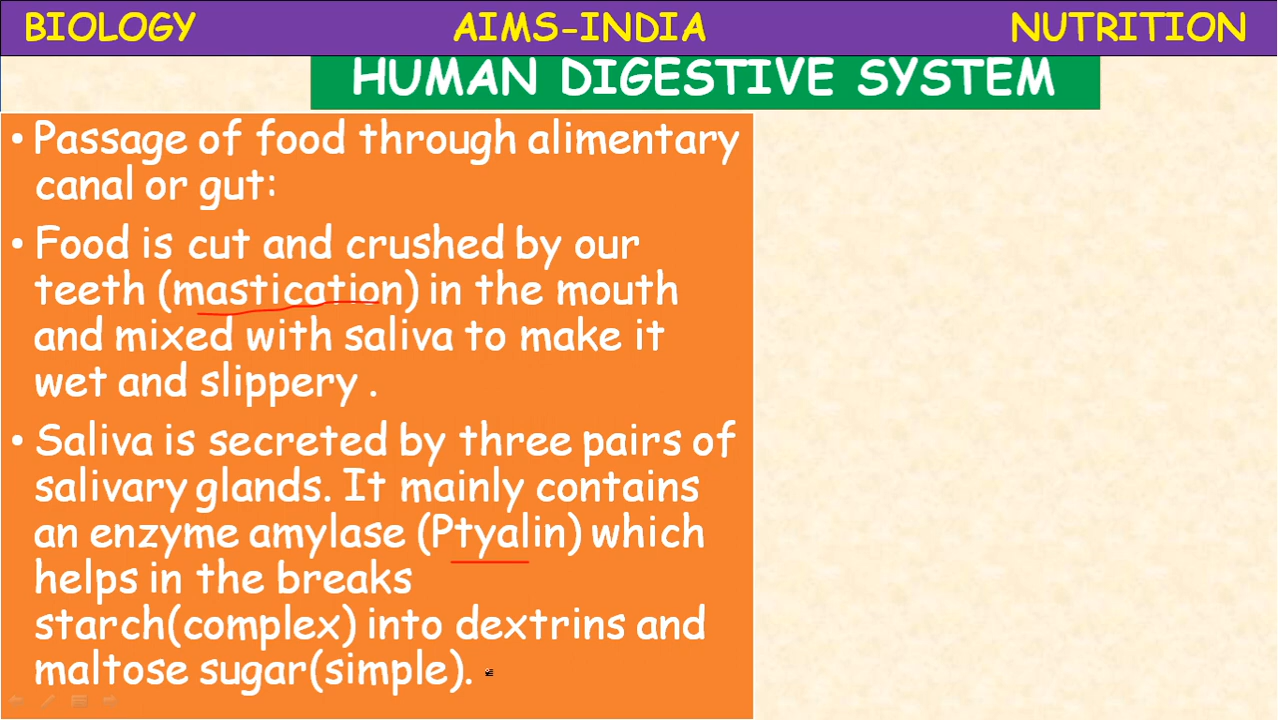 BIOLOGY AIMS-INDIA NUTRITION
HUMAN DIGESTIVE SYSTEM
• Passage of food through alimentary
canal or gut:
• Food is cut and crushed by our
teeth (mastication) in the mouth
and mixed with saliva to make it
wet and slippery .
• Saliva is secreted by three pairs of
salivary glands. It mainly contains
an enzyme amylase (Ptyalin) which
helps in the breaks
starch(complex) into dextrins and
maltose sugar(simple).